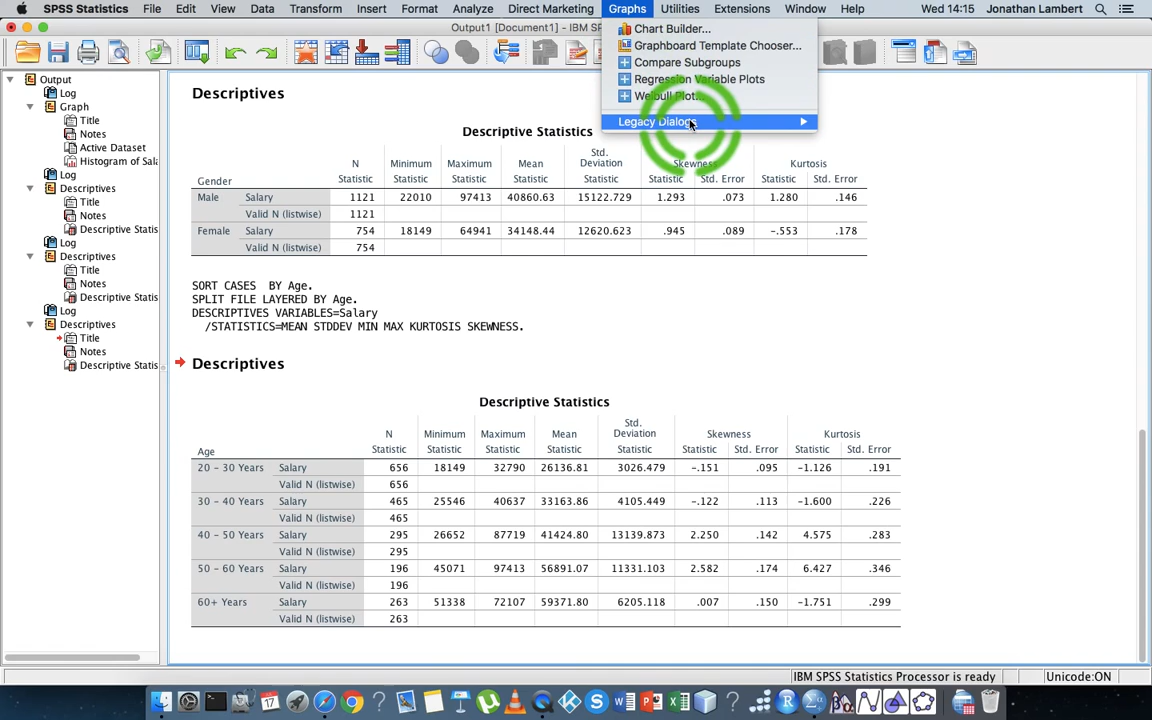 SPSS Statistics File Edit View Data Transform Insert Format Analyze Direct Marketing Graphs Utilities Extensions Window Help Wed 14:15 Jonathan Lambert
Output1 [Document1] - IBM SP
Chart Builder...
Graphboard Template Chooser...
Compare Subgroups
Regression Variable Plots
Weibull Plot...
Legacy Dialogs
Output
Log
Graph
Title
Notes
Active Dataset
Histogram of Sala
Log
Descriptives
Title
Notes
Descriptive Statis
Log
Descriptives
Title
Notes
Descriptive Statis
Log
Descriptives
Title
Notes
Descriptive Statis
Descriptives
Descriptive Statistics
N Minimum Maximum Mean Std. Deviation Skewness Kurtosis
Gender Statistic Statistic Statistic Statistic Statistic Statistic Std. Error Statistic Std. Error
Male Salary 1121 22010 97413 40860.63 15122.729 1.293 .073 1.280 .146
Valid N (listwise) 1121
Female Salary 754 18149 64941 34148.44 12620.623 .945 .089 -.553 .178
Valid N (listwise) 754
SORT CASES BY Age.
SPLIT FILE LAYERED BY Age.
DESCRIPTIVES VARIABLES=Salary
/STATISTICS=MEAN STDDEV MIN MAX KURTOSIS SKEWNESS.
Descriptives
Descriptive Statistics
N Minimum Maximum Mean Std. Deviation Skewness Kurtosis
Age Statistic Statistic Statistic Statistic Statistic Statistic Std. Error Statistic Std. Error
20 - 30 Years Salary 656 18149 32790 26136.81 3026.479 -.151 .095 -1.126 .191
Valid N (listwise) 656
30 - 40 Years Salary 465 25546 40637 33163.86 4105.449 -.122 .113 -1.600 .226
Valid N (listwise) 465
40 - 50 Years Salary 295 26652 87719 41424.80 13139.873 2.250 .142 4.575 .283
Valid N (listwise) 295
50 - 60 Years Salary 196 45071 97413 56891.07 11331.103 2.582 .174 6.427 .346
Valid N (listwise) 196
60+ Years Salary 263 51338 72107 59371.80 6205.118 .007 .150 -1.751 .299
Valid N (listwise) 263
IBM SPSS Statistics Processor is ready Unicode:ON